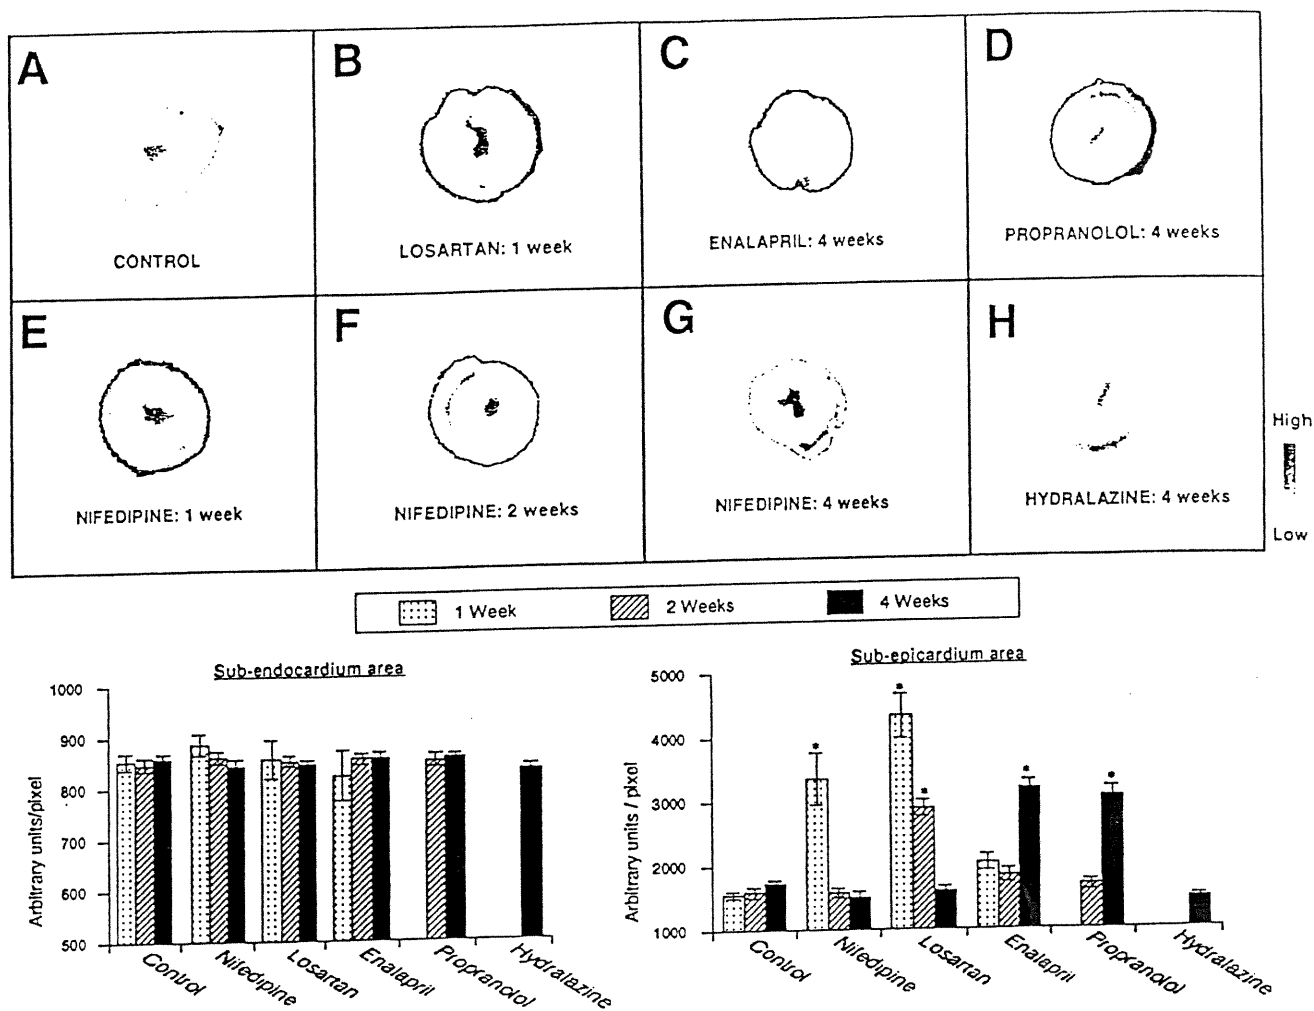 A
B
C
D
CONTROL
LOSARTAN: 1 week
ENALAPRIL: 4 weeks
PROPRANOLOL: 4 weeks
E
F
G
H
NIFEDIPINE: 1 week
NIFEDIPINE: 2 weeks
NIFEDIPINE: 4 weeks
HYDRALAZINE: 4 weeks
High
Low
1 Week
2 Weeks
4 Weeks
Sub-endocardium area
1000
900
800
700
600
500
Arbitrary units/pixel
Control
Nifedipine
Losartan
Enalapril
Propranolol
Hydralazine
Sub-epicardium area
5000
4000
3000
2000
1000
Arbitrary units / pixel
* * * * *
Control
Nifedipine
Losartan
Enalapril
Propranolol
Hydralazine